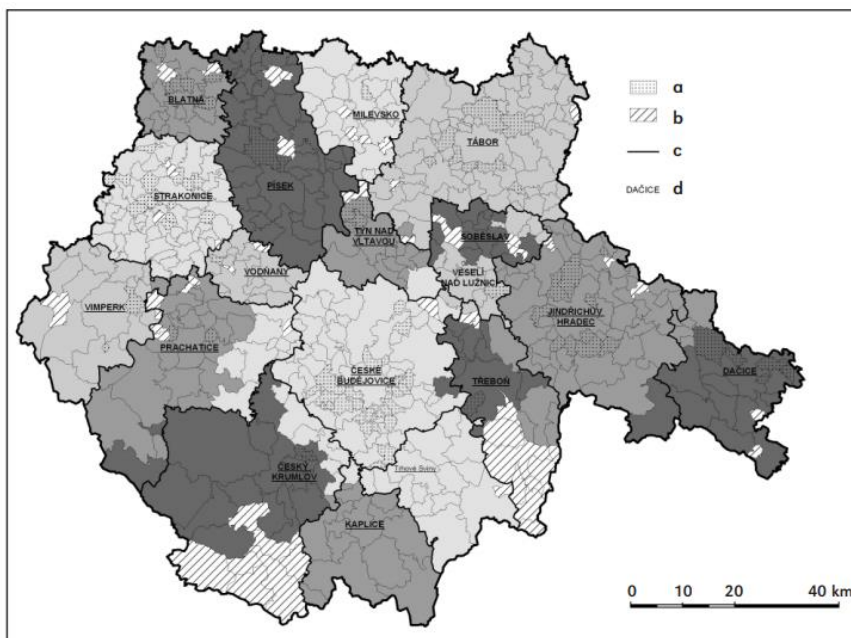 BLATNÁ
MILEVSKO
TÁBOR
STRAKONICE
PÍSEK
TÝN NAD
VLTAVOU
SOBĚSLAV
VODŇANY
VESELÍ
NAD LUŽNICÍ
VIMPERK
JINDŘICHŮV
HRADEC
PRACHATICE
ČESKÉ
BUDĚJOVICE
TŘEBOŇ
DAČICE
ČESKÝ
KRUMLOV
Trhové Sviny
KAPLICE
a
b
c
DAČICE d
0 10 20 40 km